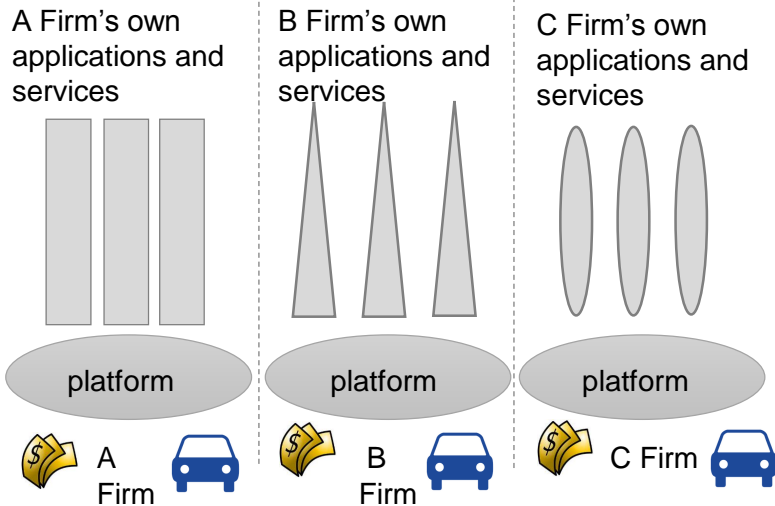 A Firm's own
applications and
services
B Firm's own
applications and
services
C Firm's own
applications and
services
platform
platform
platform
$
A
Firm
$
B
Firm
$
C Firm